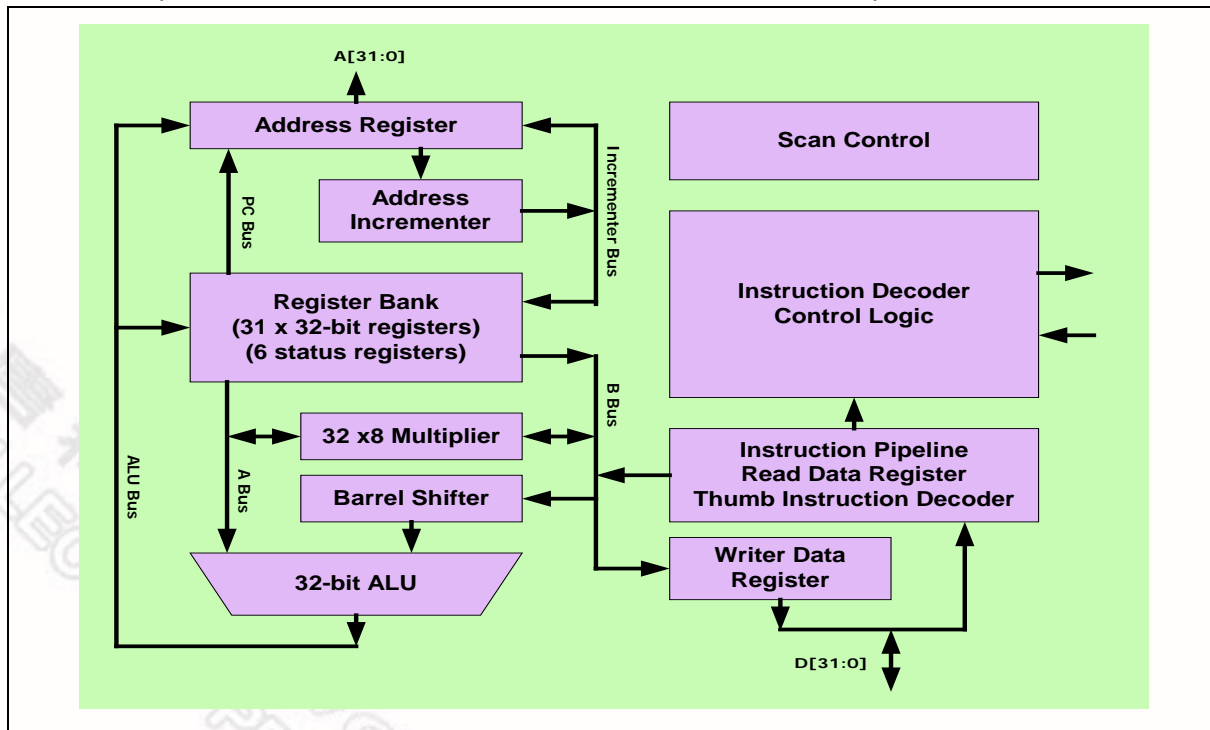 A[31:0]
Address Register
Scan Control
Address
Incrementer
PC Bus
Incrementer Bus
Register Bank
(31 x 32-bit registers)
(6 status registers)
Instruction Decoder
Control Logic
B Bus
32 x8 Multiplier
ALU Bus
A Bus
Barrel Shifter
Instruction Pipeline
Read Data Register
Thumb Instruction Decoder
32-bit ALU
Writer Data
Register
D[31:0]